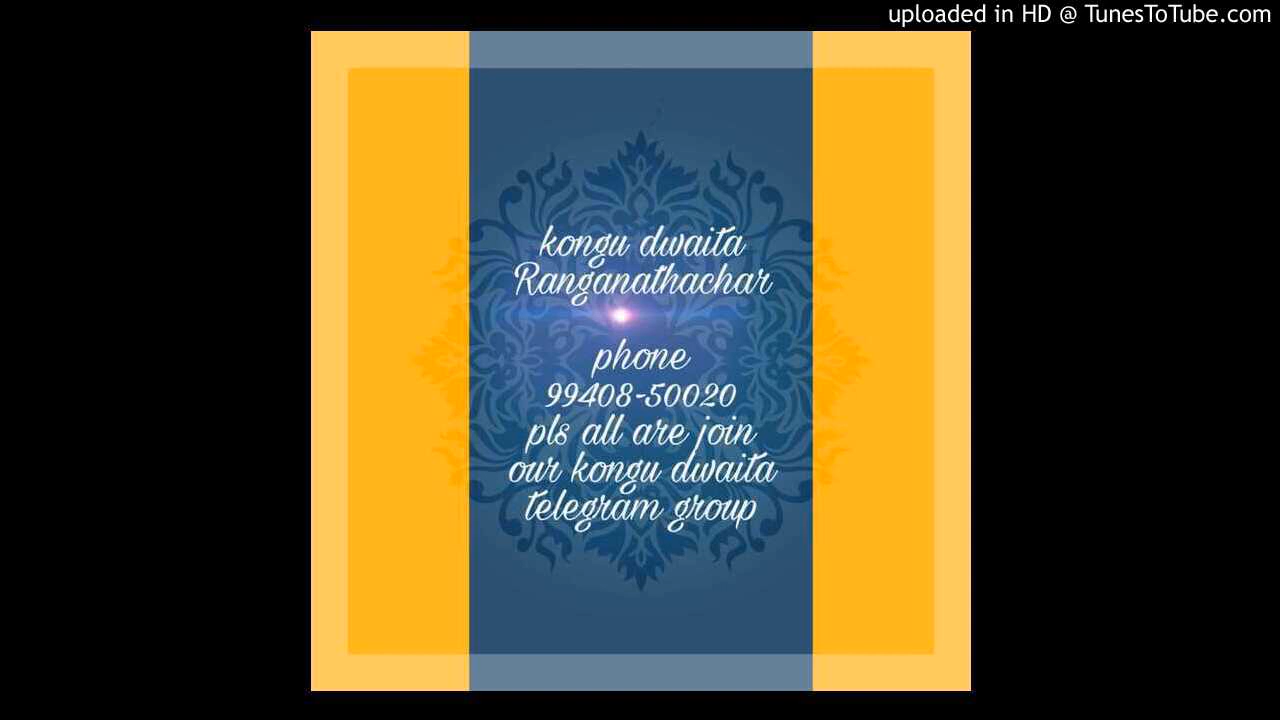 uploaded in HD @ TunesToTube.com
kongu dwaita
Ranganathachar
phone
99408-50020
pls all are join
our kongu dwaita
telegram group